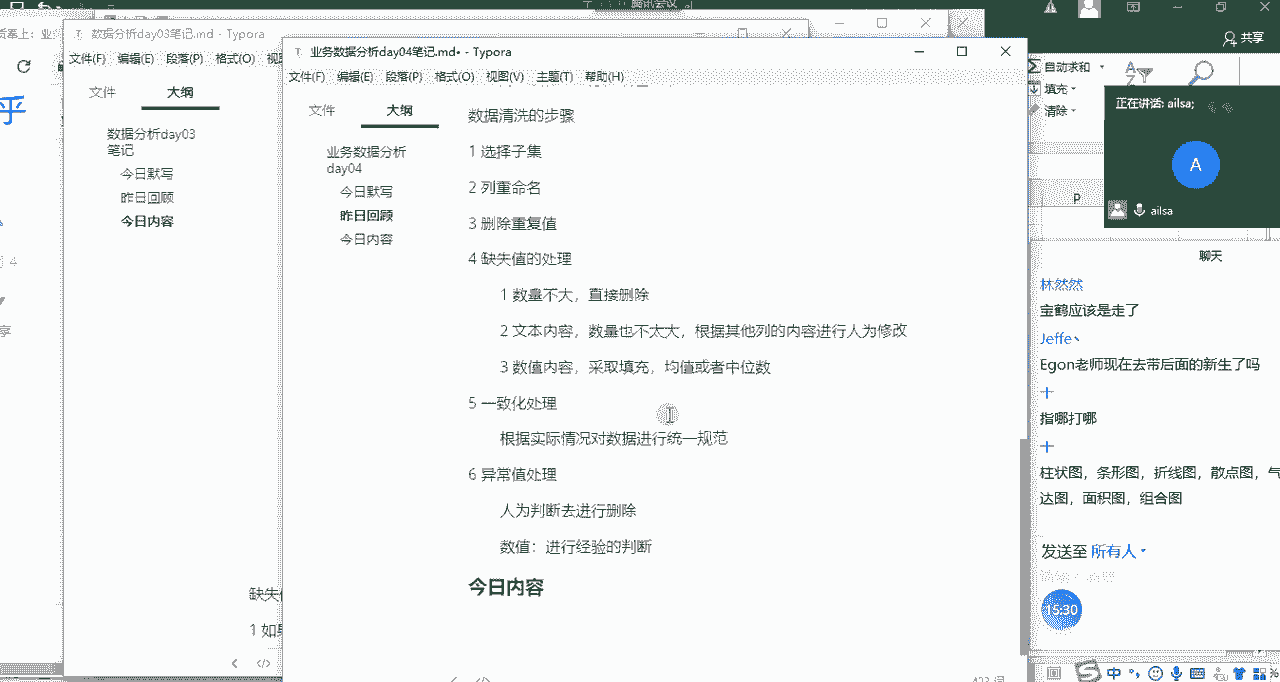 腾讯会议
数据分析day03笔记.md - Typora
文件(F) 编辑(E) 段落(P) 格式(O) 视
文件 大纲
数据分析day03
笔记
今日默写
昨日回顾
今日内容
缺失
1 如
业务数据分析day04笔记.md• - Typora
文件(F) 编辑(E) 段落(P) 格式(O) 视图(V) 主题(T) 帮助(H)
文件 大纲
业务数据分析
day04
今日默写
昨日回顾
今日内容
数据清洗的步骤
1 选择子集
2 列重命名
3 删除重复值
4 缺失值的处理
1 数量不大，直接删除
2 文本内容，数量也不太大，根据其他列的内容进行人为修改
3 数值内容，采取填充，均值或者中位数
5 一致化处理
根据实际情况对数据进行统一规范
6 异常值处理
人为判断去进行删除
数值：进行经验的判断
今日内容
共享
自动求和
填充
清除
正在讲话: ailsa;
A
ailsa
P
聊天
林然然
金鹤应该是走了
Jeffe、
Egon老师现在去带后面的新生了吗
十
指哪打哪
十
柱状图，条形图，折线图，散点图，气
达图，面积图，组合图
发送至 所有人
15:30
中